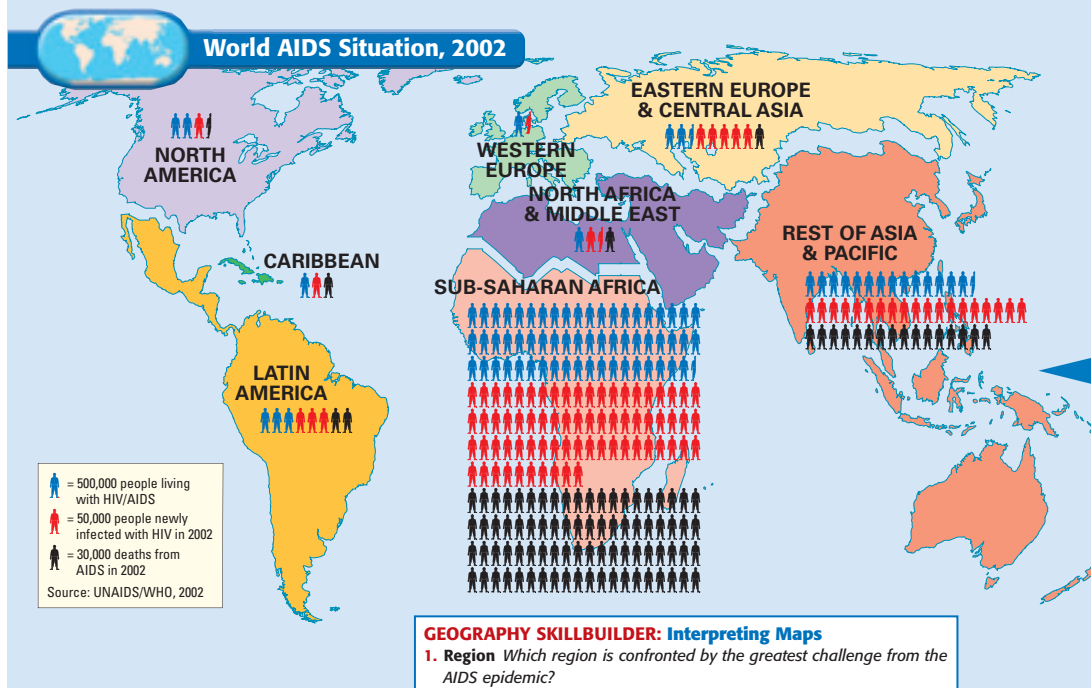 World AIDS Situation, 2002
NORTH
AMERICA
CARIBBEAN
LATIN
AMERICA
WESTERN
EUROPE
EASTERN EUROPE
& CENTRAL ASIA
NORTH AFRICA
& MIDDLE EAST
SUB-SAHARAN AFRICA
REST OF ASIA
& PACIFIC
= 500,000 people living
with HIV/AIDS
= 50,000 people newly
infected with HIV in 2002
= 30,000 deaths from
AIDS in 2002
Source: UNAIDS/WHO, 2002
GEOGRAPHY SKILLBUILDER: Interpreting Maps
1. Region Which region is confronted by the greatest challenge from the
AIDS epidemic?